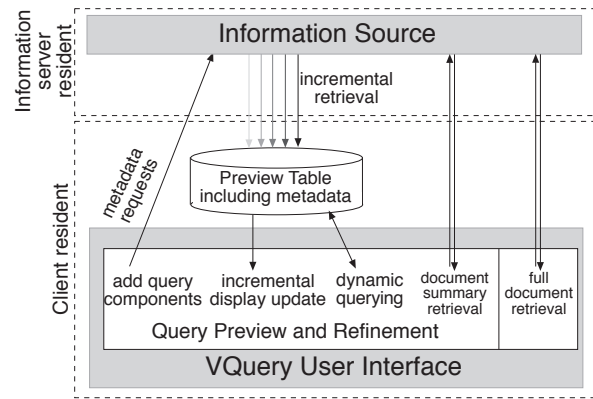 Information
server
resident
Information Source
incremental
retrieval
metadata
requests
Preview Table
including metadata
Client resident
add query
components
incremental
display update
dynamic
querying
document
summary
retrieval
full
document
retrieval
Query Preview and Refinement
VQuery User Interface